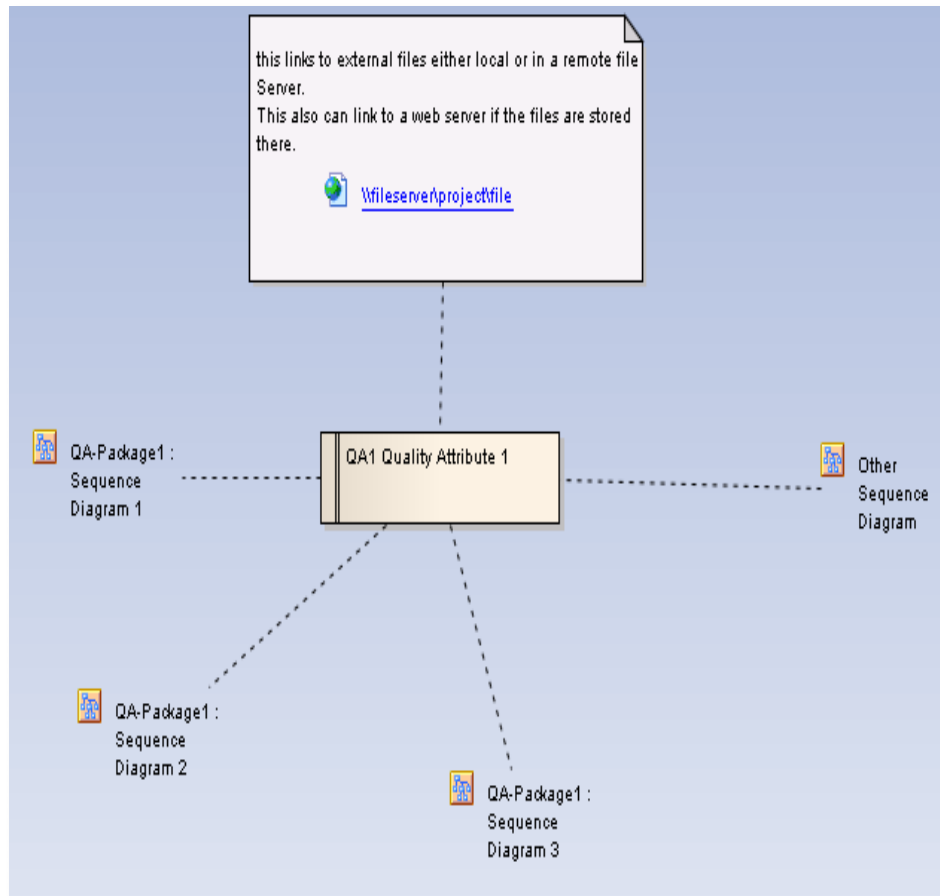 this links to external files either local or in a remote file
Server.
This also can link to a web server if the files are stored
there.
\\fileserver\project\file
QA1 Quality Attribute 1
QA-Package1 :
Sequence
Diagram 1
Other
Sequence
Diagram
QA-Package1 :
Sequence
Diagram 2
QA-Package1 :
Sequence
Diagram 3